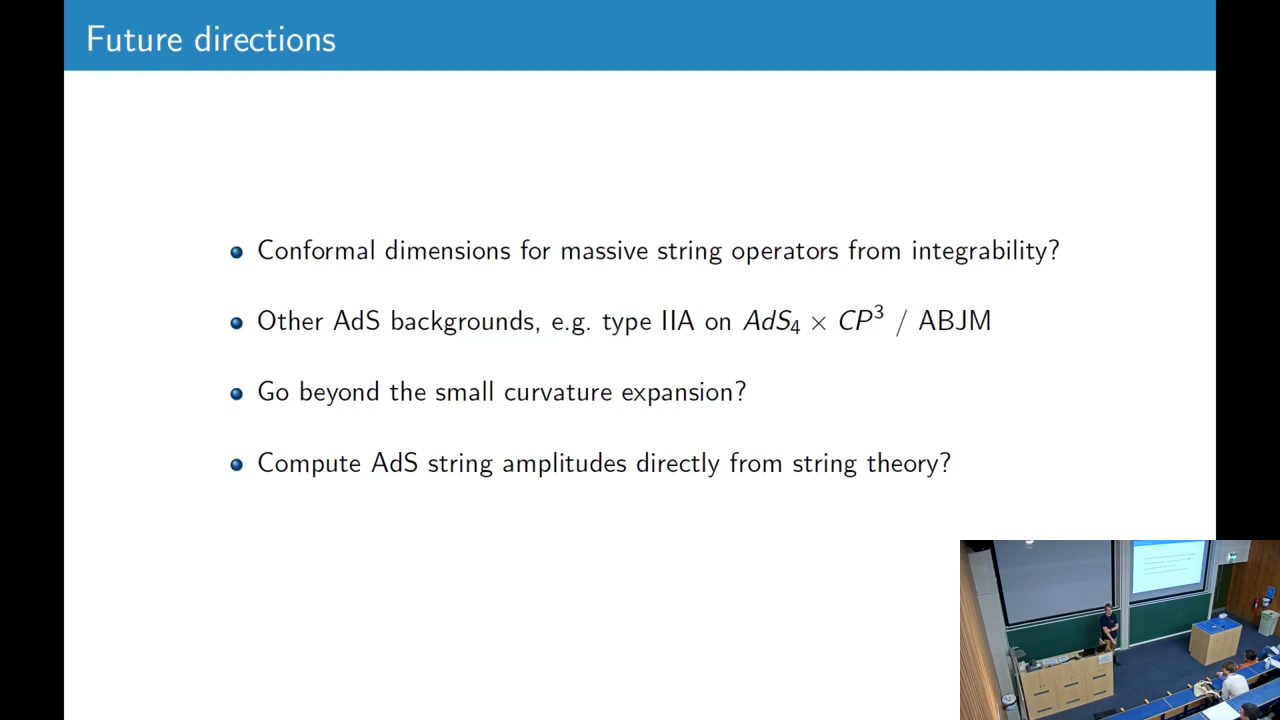 Future directions
Conformal dimensions for massive string operators from integrability?
Other AdS backgrounds, e.g. type IIA on AdS₄ × CP³ / ABJM
Go beyond the small curvature expansion?
Compute AdS string amplitudes directly from string theory?